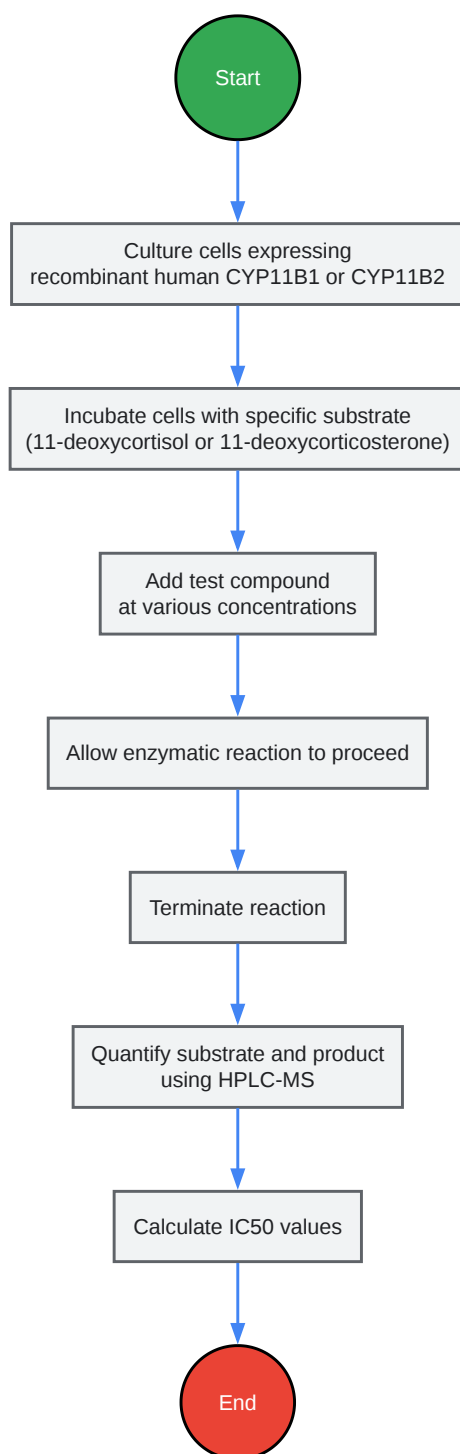 Start
Culture cells expressing
recombinant human CYP11B1 or CYP11B2
Incubate cells with specific substrate
(11-deoxycortisol or 11-deoxycorticosterone)
Add test compound
at various concentrations
Allow enzymatic reaction to proceed
Terminate reaction
Quantify substrate and product
using HPLC-MS
Calculate IC50 values
End